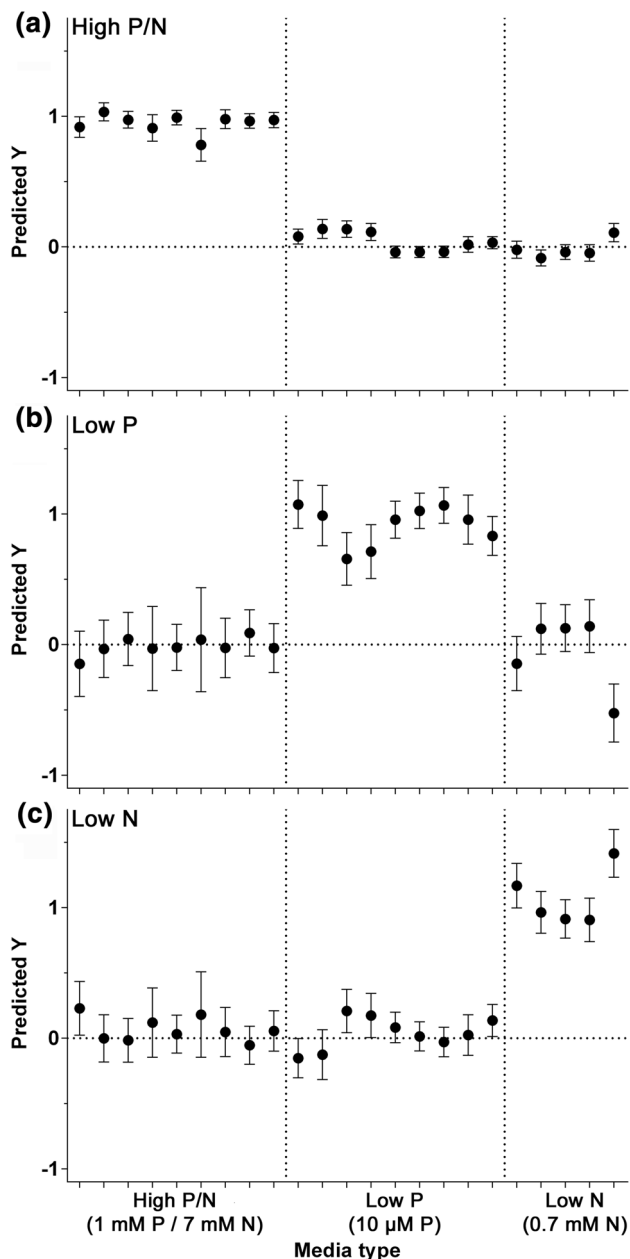 (a) High P/N
1
0
-1
Predicted Y
(b) Low P
1
0
-1
Predicted Y
(c) Low N
1
0
-1
Predicted Y
High P/N Low P Low N
(1 mM P / 7 mM N) (10 µM P) (0.7 mM N)
Media type